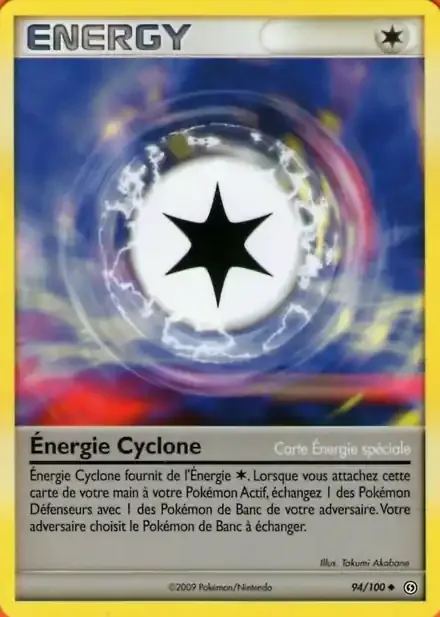 ENERGY
Énergie Cyclone
Carte Énergie spéciale
Énergie Cyclone fournit de l'Énergie ✶. Lorsque vous attachez cette
carte de votre main à votre Pokémon Actif, échangez 1 des Pokémon
Défenseurs avec 1 des Pokémon de Banc de votre adversaire. Votre
adversaire choisit le Pokémon de Banc à échanger.
Illus. Takumi Akabane
©2009 Pokémon/Nintendo
94/100 ◆